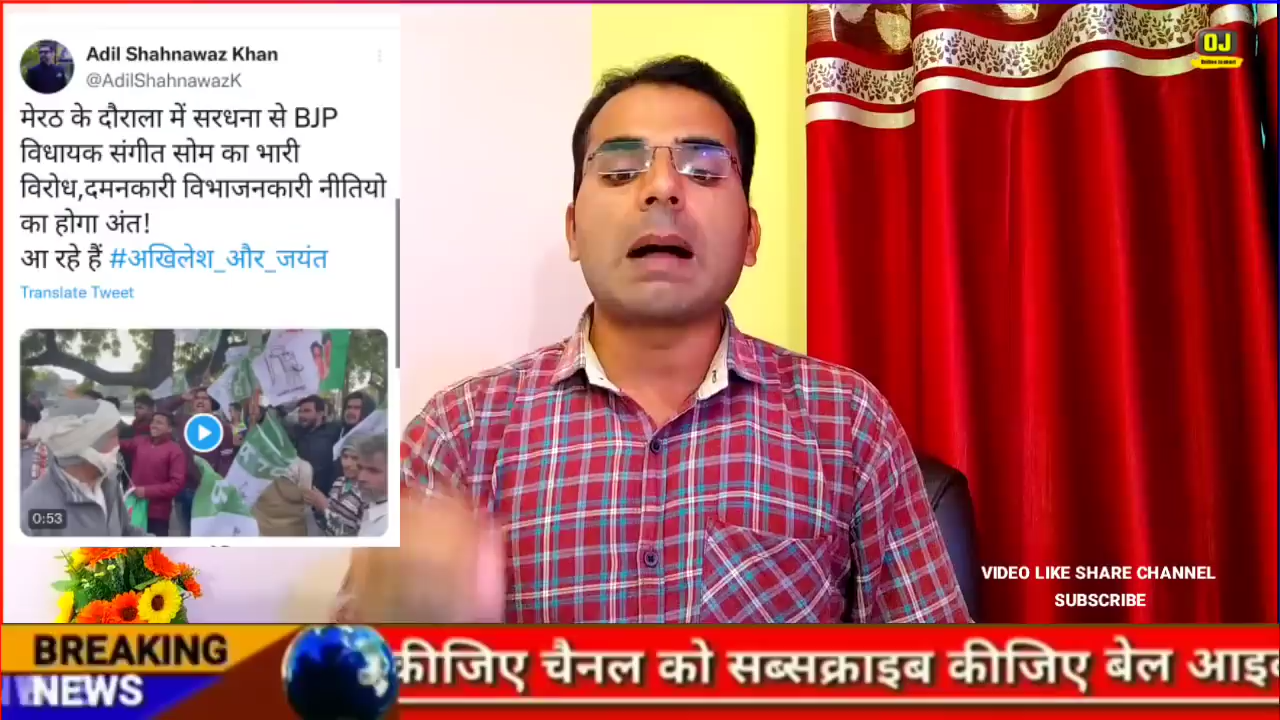 Adil Shahnawaz Khan
@AdilShahnawazK
मेरठ के दौराला में सरधना से BJP
विधायक संगीत सोम का भारी
विरोध,दमनकारी विभाजनकारी नीतियो
का होगा अंत!
आ रहे हैं #अखिलेश_और_जयंत
Translate Tweet
0:53
OJ
VIDEO LIKE SHARE CHANNEL
SUBSCRIBE
BREAKING
NEWS
कीजिए चैनल को सब्सक्राइब कीजिए बेल